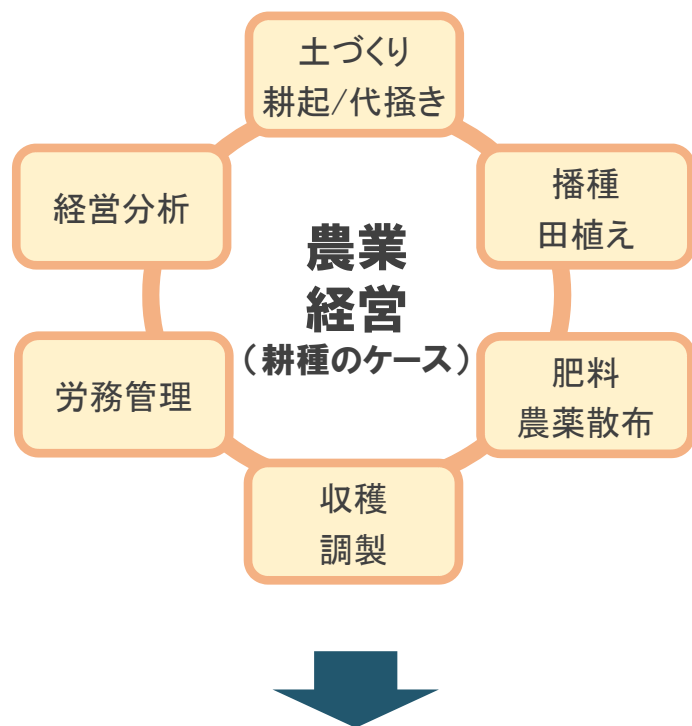 土づくり
耕起/代掻き
播種
田植え
肥料
農薬散布
収穫
調製
労務管理
経営分析
農業
経営
(耕種のケース)